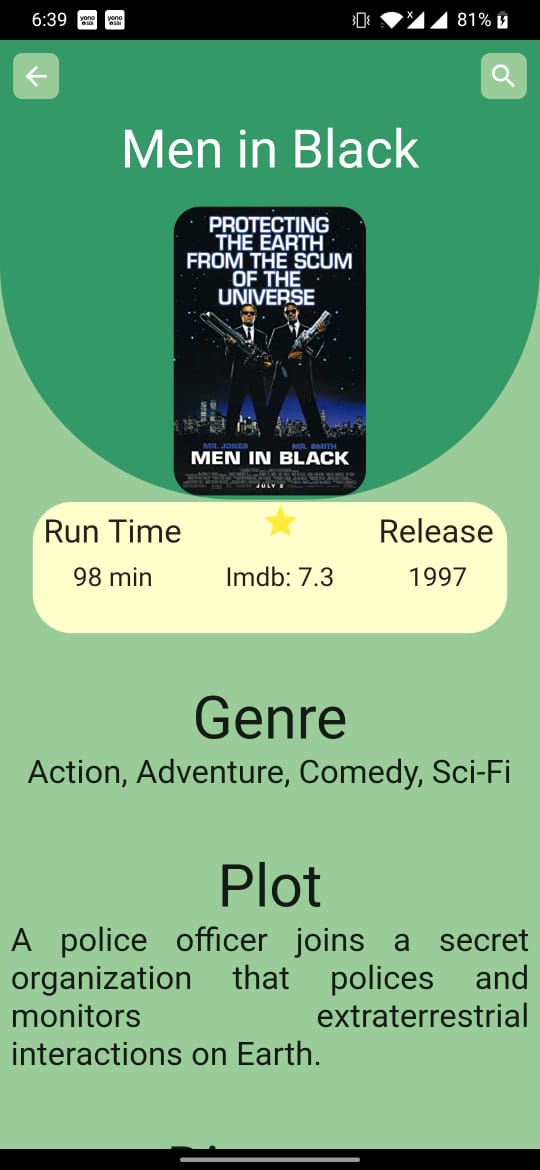 6:39
yono
SBI
yono
SBI
x
81%
Men in Black
PROTECTING
THE EARTH
FROM THE SCUM
OF THE
UNIVERSE
MR. JONES MR. SMITH
MEN IN BLACK
JULY 2
Run Time Release
98 min Imdb: 7.3 1997
Genre
Action, Adventure, Comedy, Sci-Fi
Plot
A police officer joins a secret
organization that polices and
monitors extraterrestrial
interactions on Earth.